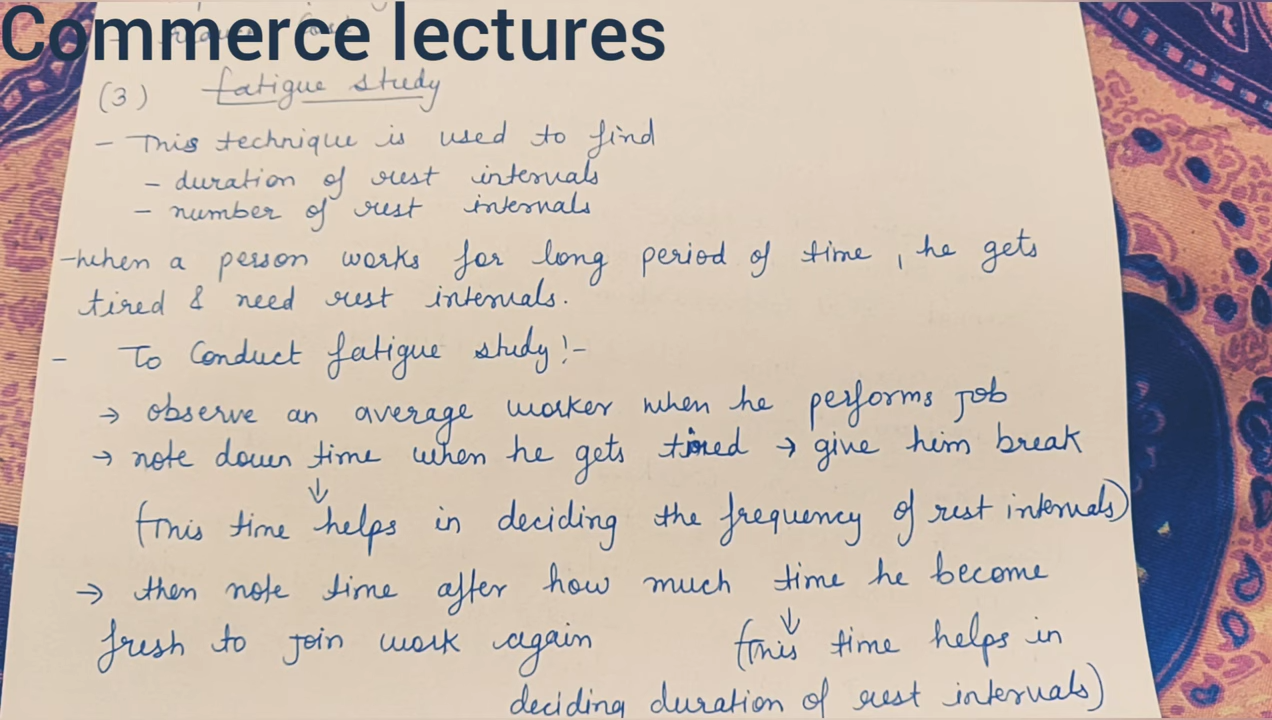 Commerce lectures
(3) fatigue study
- This technique is used to find
- duration of rest intervals
- number of rest intervals
- when a person works for long period of time, he gets
tired & need rest intervals.
- To Conduct fatigue study :-
→ observe an average worker when he performs job
→ note down time when he gets tired → give him break
↓
(This time helps in deciding the frequency of rest intervals)
→ then note time after how much time he become
fresh to join work again
↓
(This time helps in
deciding duration of rest intervals)